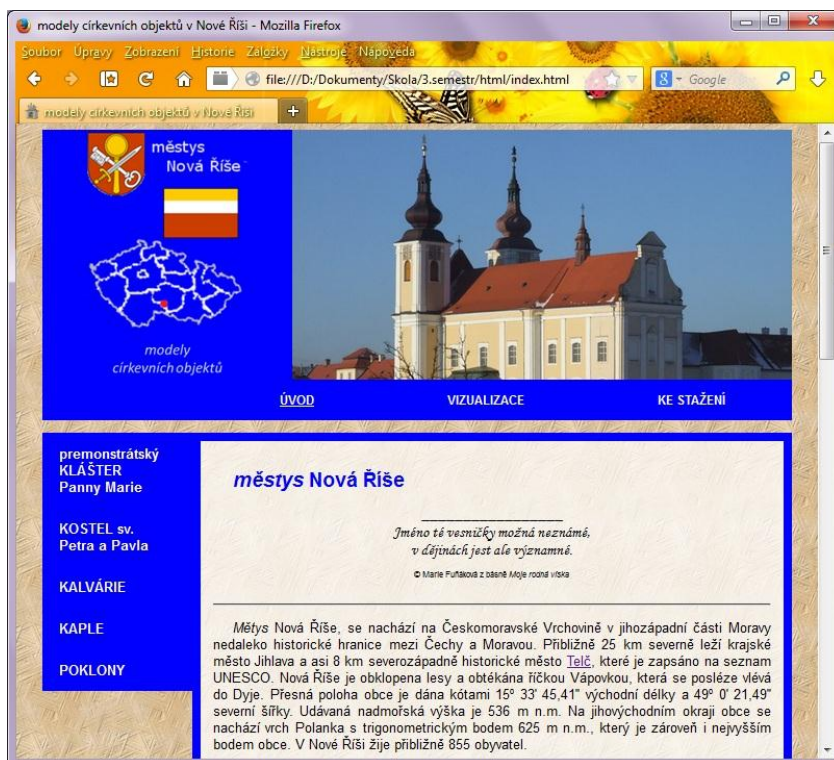 modely církevních objektů v Nové Říši - Mozilla Firefox
Soubor Úpravy Zobrazení Historie Záložky Nástroje Nápověda
file:///D:/Dokumenty/Skola/3.semestr/html/index.html
Google
modely církevních objektů v Nové Říši
městys
Nová Říše
modely
církevních objektů
ÚVOD VIZUALIZACE KE STAŽENÍ
premonstrátský
KLÁŠTER
Panny Marie
KOSTEL sv.
Petra a Pavla
KALVÁRIE
KAPLE
POKLONY
městys Nová Říše
Jméno té vesničky možná neznámé,
v dějinách jest ale významné.
© Marie Fuňáková z básně Moje rodná víska
Mětys Nová Říše, se nachází na Českomoravské Vrchovině v jihozápadní části Moravy
nedaleko historické hranice mezi Čechy a Moravou. Přibližně 25 km severně leží krajské
město Jihlava a asi 8 km severozápadně historické město Telč, které je zapsáno na seznam
UNESCO. Nová Říše je obklopena lesy a obtékána říčkou Vápovkou, která se posléze vlévá
do Dyje. Přesná poloha obce je dána kótami 15º 33' 45,41" východní délky a 49º 0' 21,49"
severní šířky. Udávaná nadmořská výška je 536 m n.m. Na jihovýchodním okraji obce se
nachází vrch Polanka s trigonometrickým bodem 625 m n.m., který je zároveň i nejvyšším
bodem obce. V Nové Říši žije přibližně 855 obyvatel.